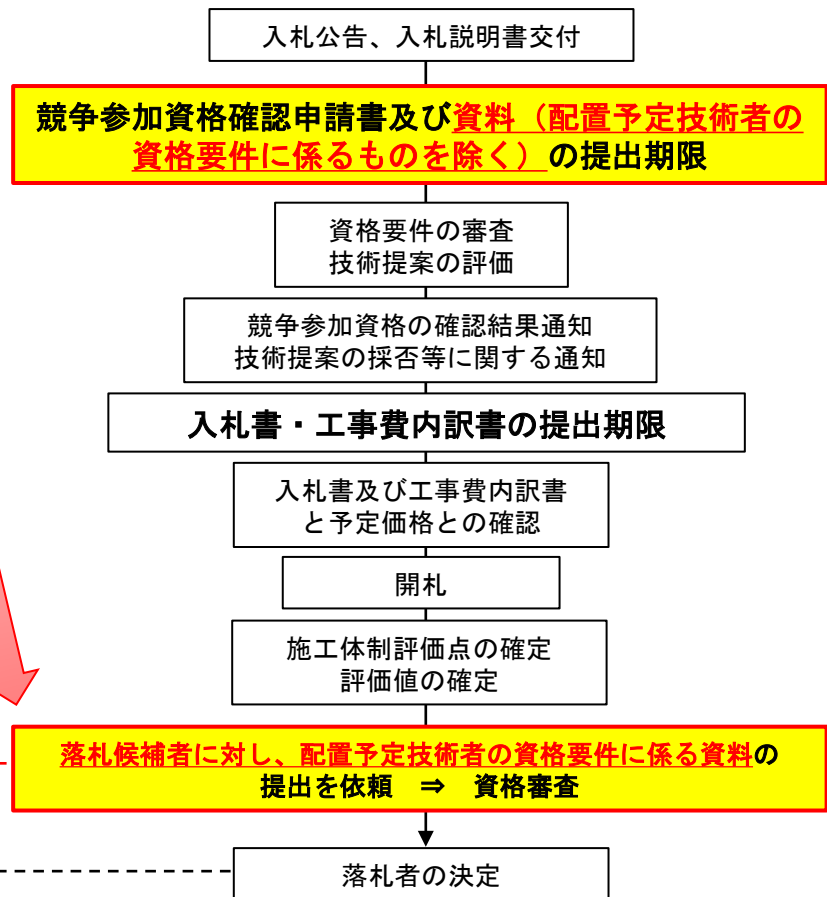 入札公告、入札説明書交付
競争参加資格確認申請書及び資料（配置予定技術者の
資格要件に係るものを除く）の提出期限
資格要件の審査
技術提案の評価
競争参加資格の確認結果通知
技術提案の採否等に関する通知
入札書・工事費内訳書の提出期限
入札書及び工事費内訳書
と予定価格との確認
開札
施工体制評価点の確定
評価値の確定
落札候補者に対し、配置予定技術者の資格要件に係る資料の
提出を依頼　⇒　資格審査
落札者の決定